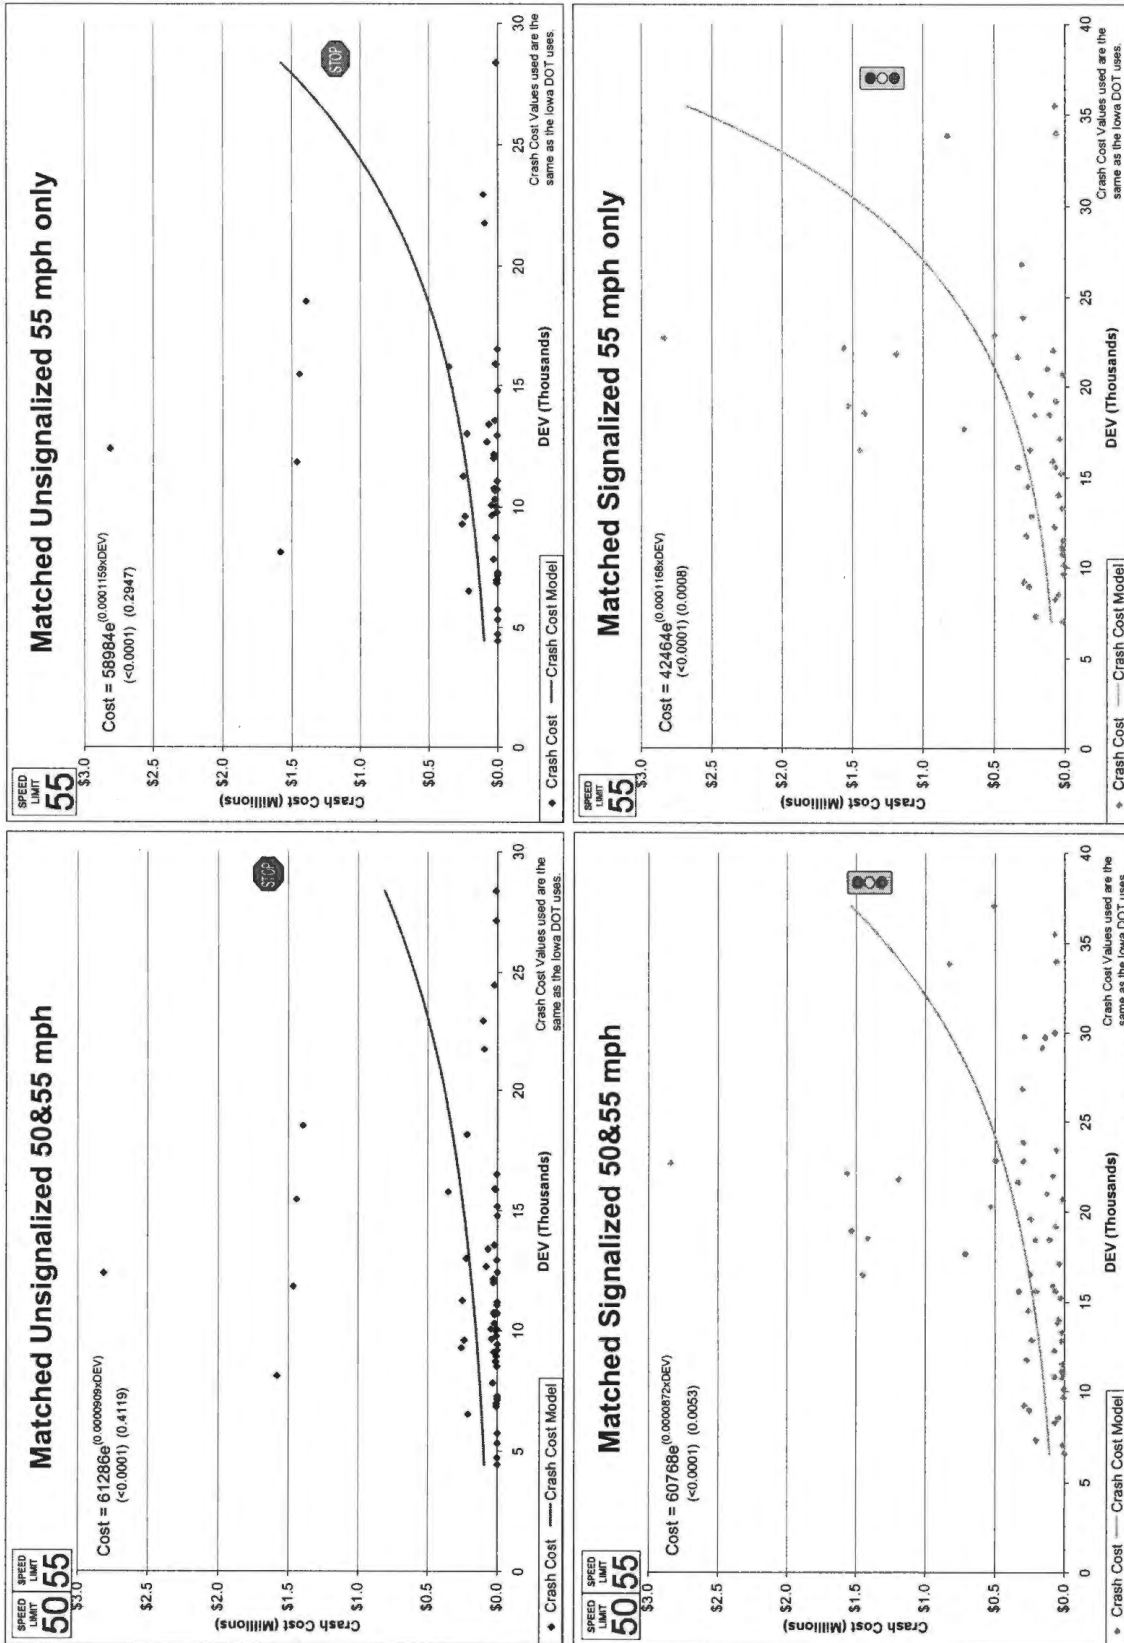 SPEED LIMIT 50
SPEED LIMIT 55
Matched Unsignalized 50&55 mph
$3.0
$2.5
$2.0
$1.5
$1.0
$0.5
$0.0
Crash Cost (Millions)
Cost = 61286e^(0.0000909xDEV)
(<0.0001) (0.4119)
STOP
0 5 10 15 20 25 30
DEV (Thousands)
◆ Crash Cost — Crash Cost Model
Crash Cost Values used are the
same as the Iowa DOT uses.
SPEED LIMIT 55
Matched Unsignalized 55 mph only
$3.0
$2.5
$2.0
$1.5
$1.0
$0.5
$0.0
Crash Cost (Millions)
Cost = 58984e^(0.0001159xDEV)
(<0.0001) (0.2947)
STOP
0 5 10 15 20 25 30
DEV (Thousands)
◆ Crash Cost — Crash Cost Model
Crash Cost Values used are the
same as the Iowa DOT uses.
SPEED LIMIT 50
SPEED LIMIT 55
Matched Signalized 50&55 mph
$3.0
$2.5
$2.0
$1.5
$1.0
$0.5
$0.0
Crash Cost (Millions)
Cost = 60768e^(0.0000872xDEV)
(<0.0001) (0.0053)
0 5 10 15 20 25 30 35 40
DEV (Thousands)
◆ Crash Cost — Crash Cost Model
Crash Cost Values used are the
same as the Iowa DOT uses.
SPEED LIMIT 55
Matched Signalized 55 mph only
$3.0
$2.5
$2.0
$1.5
$1.0
$0.5
$0.0
Crash Cost (Millions)
Cost = 42464e^(0.0001168xDEV)
(<0.0001) (0.0008)
0 5 10 15 20 25 30 35 40
DEV (Thousands)
◆ Crash Cost — Crash Cost Model
Crash Cost Values used are the
same as the Iowa DOT uses.